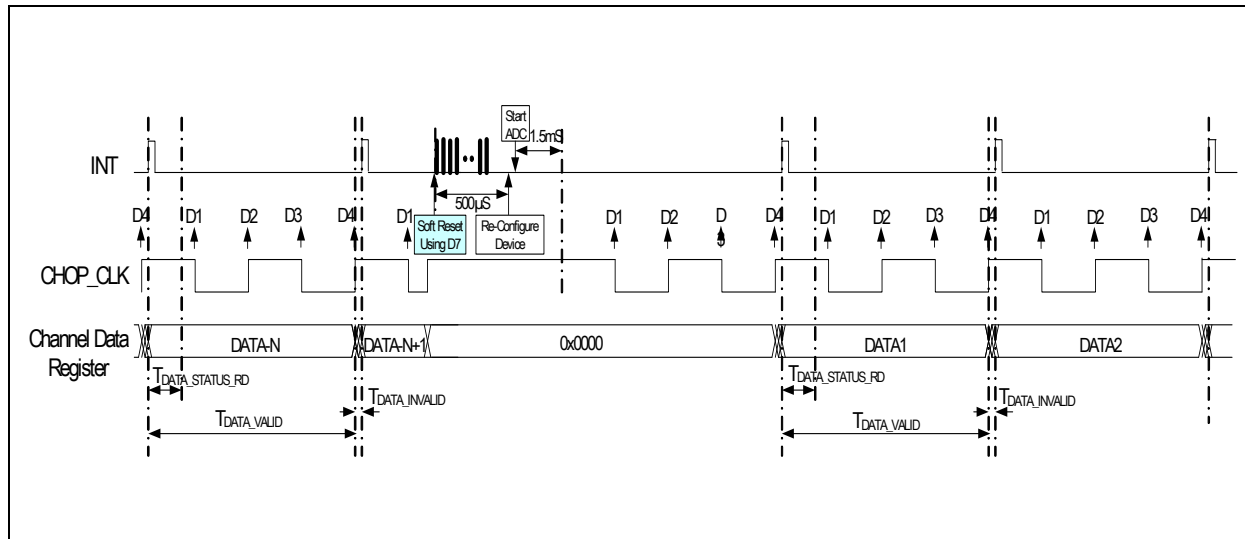 Start
ADC
1.5mS
INT
500µS
D4 D1 D2 D3 D4 D1
Soft Reset
Using D7
Re-Configure
Device
D1 D2 D
3
D4 D1 D2 D3 D4 D1 D2 D3 D4
CHOP_CLK
Channel Data
Register
DATA-N DATA-N+1 0x0000 DATA1 DATA2
TDATA_STATUS_RD TDATA_INVALID TDATA_STATUS_RD TDATA_INVALID
TDATA_VALID TDATA_VALID